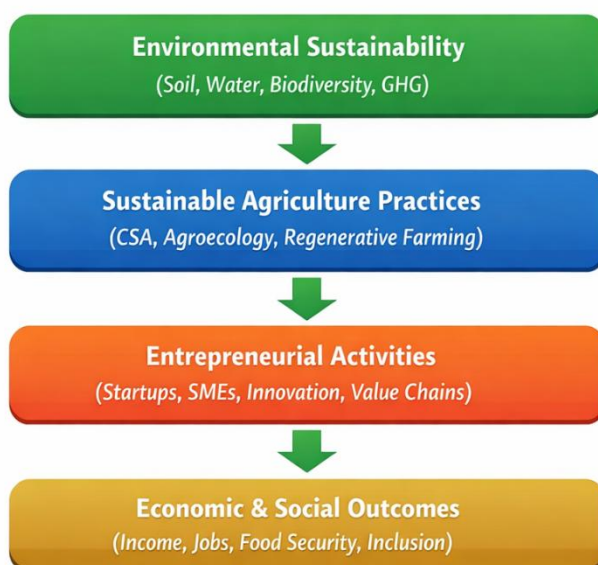 Environmental Sustainability
(Soil, Water, Biodiversity, GHG)
Sustainable Agriculture Practices
(CSA, Agroecology, Regenerative Farming)
Entrepreneurial Activities
(Startups, SMEs, Innovation, Value Chains)
Economic & Social Outcomes
(Income, Jobs, Food Security, Inclusion)